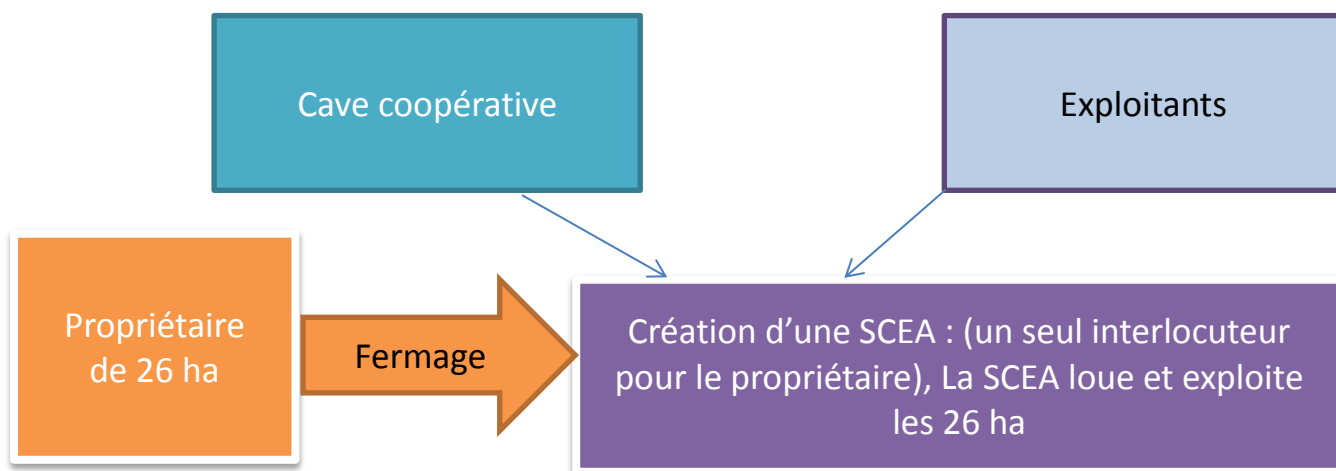 Cave coopérative
Exploitants
Propriétaire
de 26 ha
Fermage
Création d’une SCEA : (un seul interlocuteur
pour le propriétaire), La SCEA loue et exploite
les 26 ha